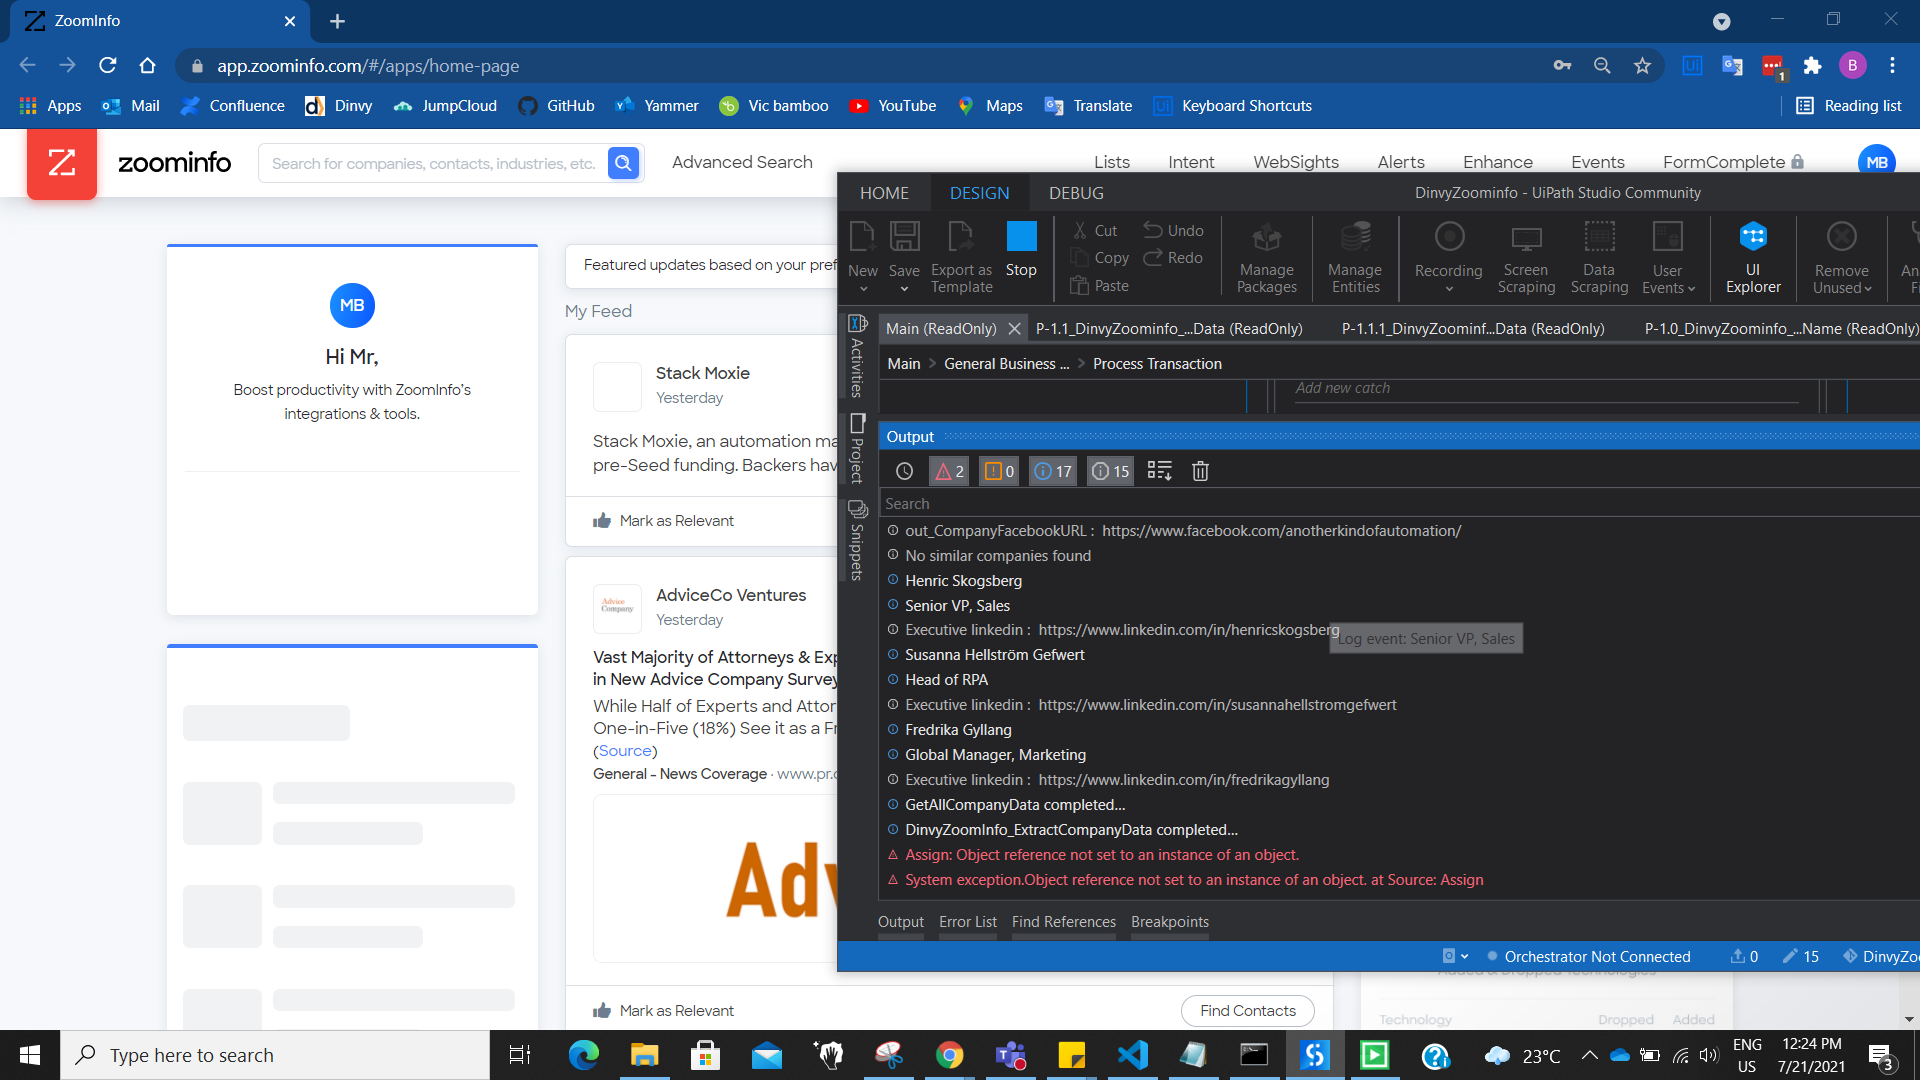 ZoomInfo
app.zoominfo.com/#/apps/home-page
1
B
Apps
Mail
Confluence
Dinvy
JumpCloud
GitHub
Yammer
Vic bamboo
YouTube
Maps
Translate
Keyboard Shortcuts
Reading list
zoominfo
Search for companies, contacts, industries, etc.
Advanced Search
Lists
Intent
WebSights
Alerts
Enhance
Events
FormComplete
MB
MB
Hi Mr,
Boost productivity with ZoomInfo's
integrations & tools.
Featured updates based on your pref
My Feed
Stack Moxie
Yesterday
Stack Moxie, an automation ma
pre-Seed funding. Backers hav
Mark as Relevant
Advice
Company
AdviceCo Ventures
Yesterday
Vast Majority of Attorneys & Exp
in New Advice Company Survey
While Half of Experts and Attor
One-in-Five (18%) See it as a Fr
(Source)
General - News Coverage · www.pr.c
Adv
Mark as Relevant
Find Contacts
HOME
DESIGN
DEBUG
DinvyZoominfo - UiPath Studio Community
New
Save
Export as
Template
Stop
Cut
Copy
Paste
Undo
Redo
Manage
Packages
Manage
Entities
Recording
Screen
Scraping
Data
Scraping
User
Events
UI
Explorer
Remove
Unused
An
Fi
Activities
Project
Snippets
Main (ReadOnly)
P-1.1_DinvyZoominfo_...Data (ReadOnly)
P-1.1.1_DinvyZoominf...Data (ReadOnly)
P-1.0_DinvyZoominfo_...Name (ReadOnly)
Main > General Business ... > Process Transaction
Add new catch
Output
2
0
17
15
Search
out_CompanyFacebookURL : https://www.facebook.com/anotherkindofautomation/
No similar companies found
Henric Skogsberg
Senior VP, Sales
Executive linkedin : https://www.linkedin.com/in/henricskogsberg
Log event: Senior VP, Sales
Susanna Hellström Gefwert
Head of RPA
Executive linkedin : https://www.linkedin.com/in/susannahellstromgefwert
Fredrika Gyllang
Global Manager, Marketing
Executive linkedin : https://www.linkedin.com/in/fredrikagyllang
GetAllCompanyData completed...
DinvyZoomInfo_ExtractCompanyData completed...
Assign: Object reference not set to an instance of an object.
System exception.Object reference not set to an instance of an object. at Source: Assign
Output
Error List
Find References
Breakpoints
Orchestrator Not Connected
0
15
DinvyZoo
Added & Dropped Technologies
Technology
Dropped
Added
Type here to search
23°C
ENG
US
12:24 PM
7/21/2021
3